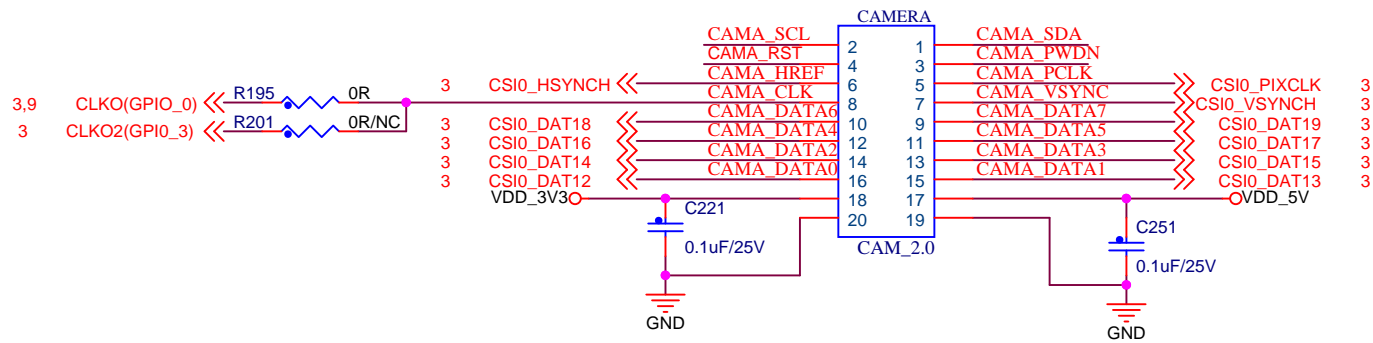 CAMERA
CAMA_SCL 2 1 CAMA_SDA
CAMA_RST 4 3 CAMA_PWDN
3 CSI0_HSYNCH CAMA_HREF 6 5 CAMA_PCLK CSI0_PIXCLK 3
3,9 CLKO(GPIO_0) R195 0R CAMA_CLK 8 7 CAMA_VSYNC CSI0_VSYNCH 3
3 CLKO2(GPI0_3) R201 0R/NC
3 CSI0_DAT18 CAMA_DATA6 10 9 CAMA_DATA7 CSI0_DAT19 3
3 CSI0_DAT16 CAMA_DATA4 12 11 CAMA_DATA5 CSI0_DAT17 3
3 CSI0_DAT14 CAMA_DATA2 14 13 CAMA_DATA3 CSI0_DAT15 3
3 CSI0_DAT12 CAMA_DATA0 16 15 CAMA_DATA1 CSI0_DAT13 3
VDD_3V3 18 17 VDD_5V
20 19
C221
0.1uF/25V
CAM_2.0
C251
0.1uF/25V
GND
GND